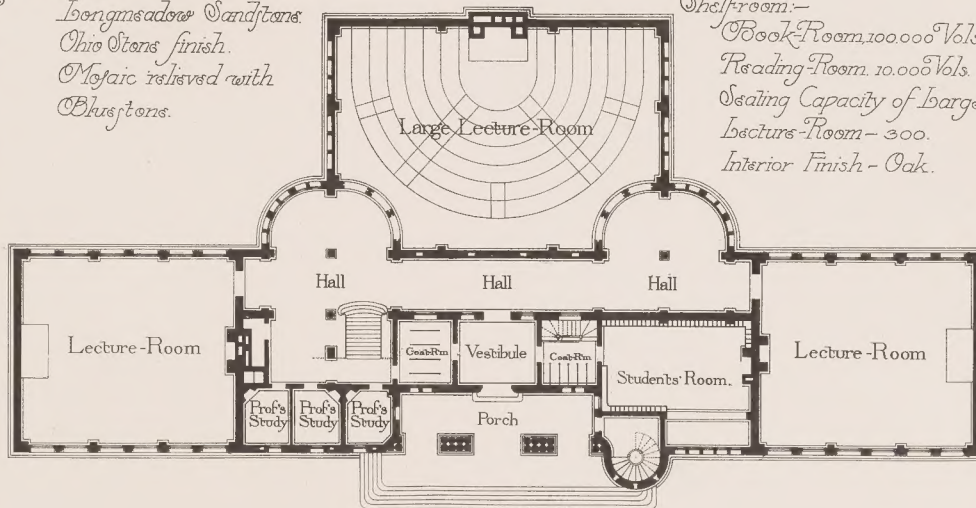 Longmeadow Sandstone
Ohio Stone finish.
Mosaic relieved with
Bluestone.
Shelf-room:—
Book-Room, 100.000 Vols
Reading-Room. 10.000 Vols.
Seating Capacity of Large
Lecture-Room – 300.
Interior Finish – Oak.
Large Lecture-Room
Hall
Hall
Hall
Lecture-Room
Coat-Rm
Vestibule
Coat-Rm
Students' Room.
Lecture-Room
Prof's Study
Prof's Study
Prof's Study
Porch